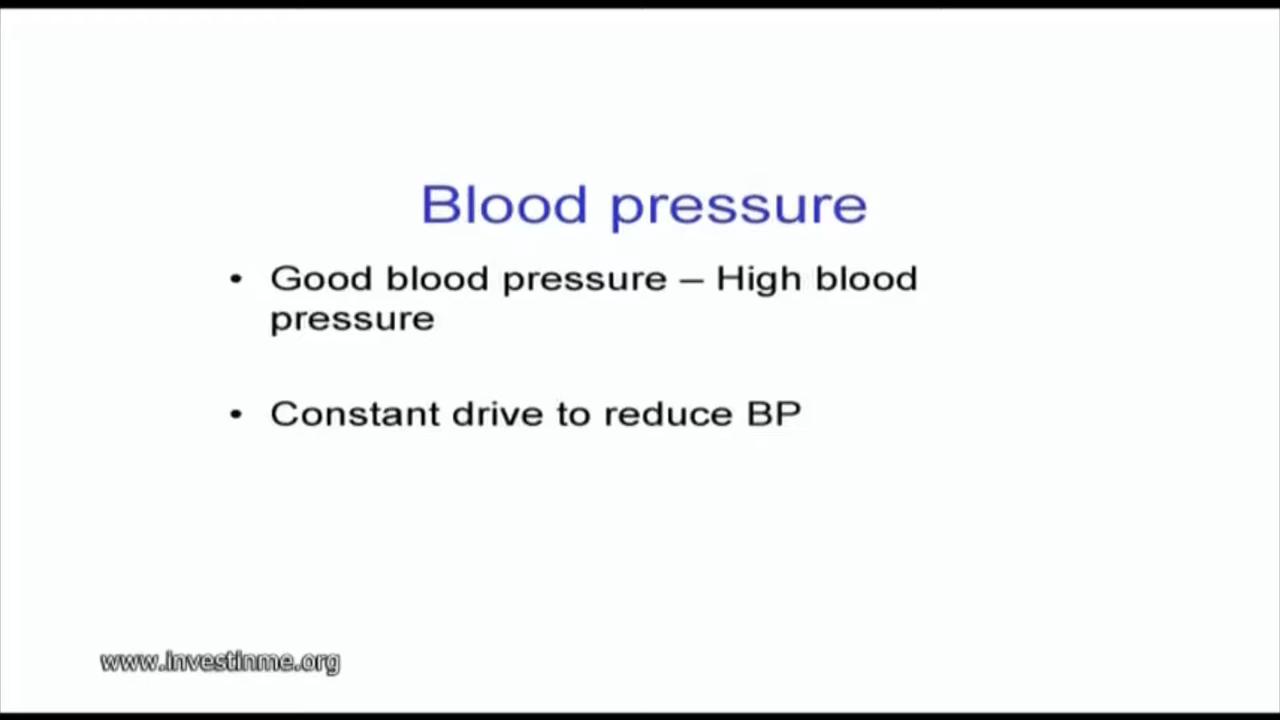 Blood pressure
• Good blood pressure – High blood
pressure
• Constant drive to reduce BP
www.investinme.org